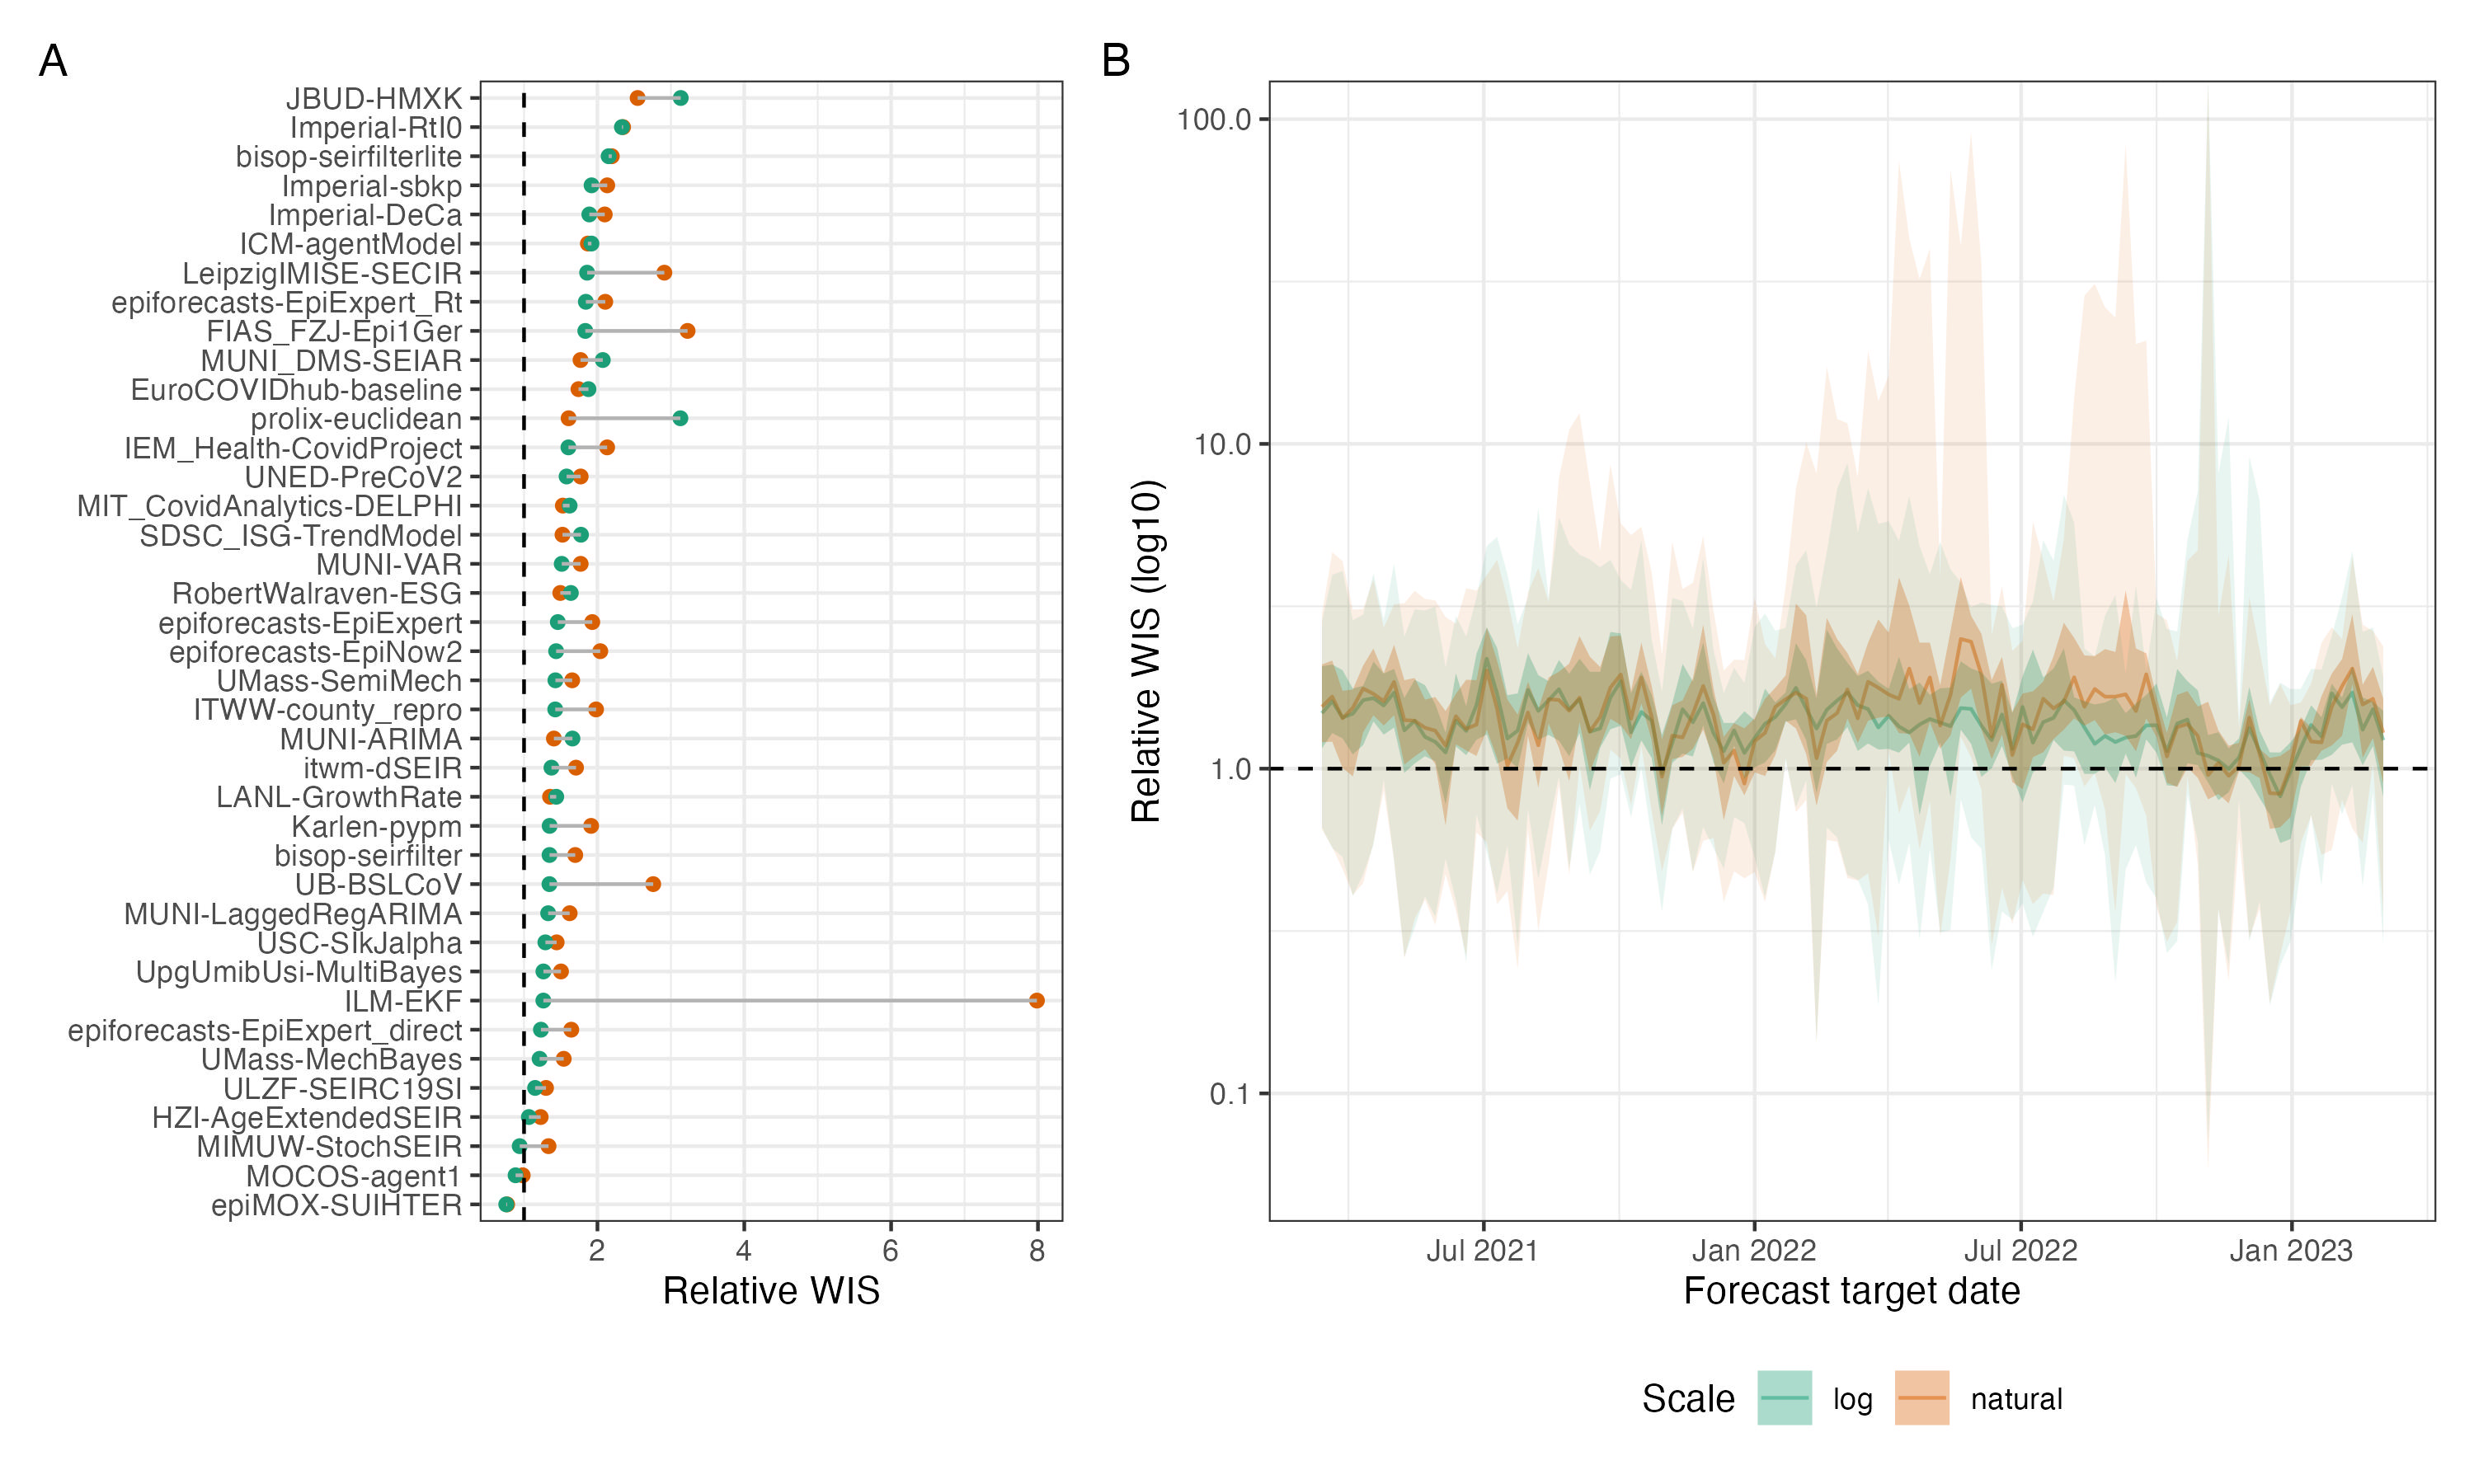 A
JBUD-HMXK
Imperial-RtI0
bisop-seirfilterlite
Imperial-sbkp
Imperial-DeCa
ICM-agentModel
LeipzigIMISE-SECIR
epiforecasts-EpiExpert_Rt
FIAS_FZJ-Epi1Ger
MUNI_DMS-SEIAR
EuroCOVIDhub-baseline
prolix-euclidean
IEM_Health-CovidProject
UNED-PreCoV2
MIT_CovidAnalytics-DELPHI
SDSC_ISG-TrendModel
MUNI-VAR
RobertWalraven-ESG
epiforecasts-EpiExpert
epiforecasts-EpiNow2
UMass-SemiMech
ITWW-county_repro
MUNI-ARIMA
itwm-dSEIR
LANL-GrowthRate
Karlen-pypm
bisop-seirfilter
UB-BSLCoV
MUNI-LaggedRegARIMA
USC-SIkJalpha
UpgUmibUsi-MultiBayes
ILM-EKF
epiforecasts-EpiExpert_direct
UMass-MechBayes
ULZF-SEIRC19SI
HZI-AgeExtendedSEIR
MIMUW-StochSEIR
MOCOS-agent1
epiMOX-SUIHTER
2 4 6 8
Relative WIS
B
Relative WIS (log10)
100.0
10.0
1.0
0.1
Jul 2021 Jan 2022 Jul 2022 Jan 2023
Forecast target date
Scale log natural